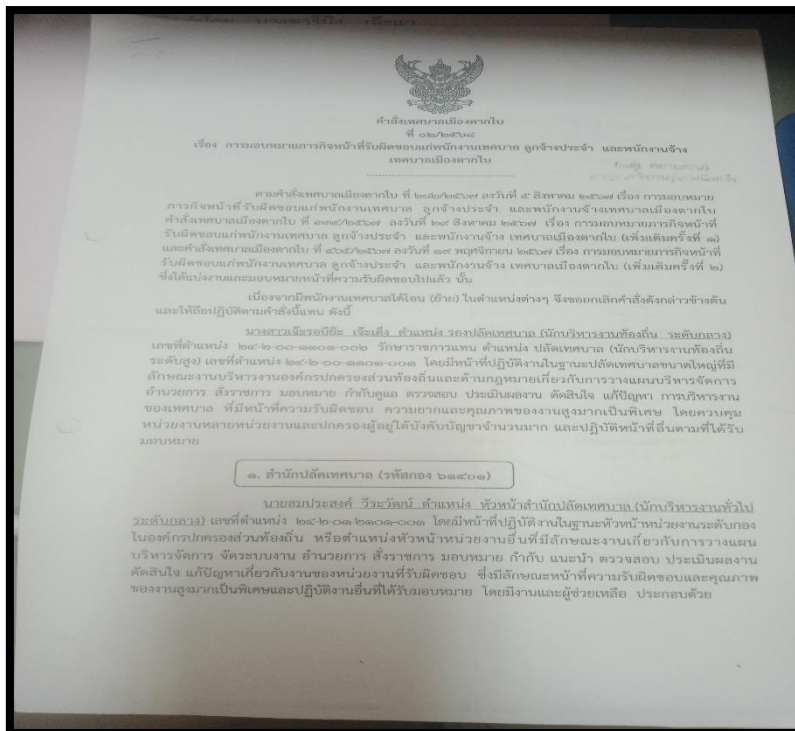 คำสั่งเทศบาลเมืองตากใบ
ที่ ๐๒/๒๕๖๘
เรื่อง การมอบหมายภารกิจหน้าที่รับผิดชอบแก่พนักงานเทศบาล ลูกจ้างประจำ และพนักงานจ้าง
เทศบาลเมืองตากใบ
ตามคำสั่งเทศบาลเมืองตากใบ ที่ ๒๘๒/๒๕๖๗ ลงวันที่ ๕ สิงหาคม ๒๕๖๗ เรื่อง การมอบหมาย
ภารกิจหน้าที่รับผิดชอบแก่พนักงานเทศบาล ลูกจ้างประจำ และพนักงานจ้างเทศบาลเมืองตากใบ
คำสั่งเทศบาลเมืองตากใบ ที่ ลงวันที่ สิงหาคม ๒๕๖๗ เรื่อง การมอบหมายภารกิจหน้าที่
รับผิดชอบแก่พนักงานเทศบาล ลูกจ้างประจำ และพนักงานจ้าง เทศบาลเมืองตากใบ (เพิ่มเติมครั้งที่ ๑)
และคำสั่งเทศบาลเมืองตากใบ ที่ ๔๖๕/๒๕๖๗ ลงวันที่ ๑๙ พฤศจิกายน ๒๕๖๗ เรื่อง การมอบหมายภารกิจหน้าที่
รับผิดชอบแก่พนักงานเทศบาล ลูกจ้างประจำ และพนักงานจ้าง เทศบาลเมืองตากใบ (เพิ่มเติมครั้งที่ ๒)
ซึ่งได้แบ่งงานและมอบหมายหน้าที่ความรับผิดชอบไปแล้ว นั้น
เนื่องจากมีพนักงานเทศบาลได้โอน (ย้าย) ในตำแหน่งต่างๆ จึงขอยกเลิกคำสั่งดังกล่าวข้างต้น
และให้ถือปฏิบัติตามคำสั่งนี้แทน ดังนี้
นางสาวเจ๊ะรอบีย๊ะ เจ๊ะเด็ง ตำแหน่ง รองปลัดเทศบาล (นักบริหารงานท้องถิ่น ระดับกลาง)
เลขที่ตำแหน่ง ๒๔-๒-๐๐-๑๑๐๑-๐๐๒ รักษาราชการแทน ตำแหน่ง ปลัดเทศบาล (นักบริหารงานท้องถิ่น
ระดับสูง) เลขที่ตำแหน่ง ๒๔-๒-๐๐-๑๑๐๑-๐๐๑ โดยมีหน้าที่ปฏิบัติงานในฐานะปลัดเทศบาลขนาดใหญ่ที่มี
ลักษณะงานบริหารงานองค์กรปกครองส่วนท้องถิ่นและด้านกฎหมายเกี่ยวกับการวางแผนบริหารจัดการ
อำนวยการ สั่งราชการ มอบหมาย กำกับดูแล ตรวจสอบ ประเมินผลงาน ตัดสินใจ แก้ปัญหา การบริหารงาน
ของเทศบาล ที่มีหน้าที่ความรับผิดชอบ ความยากและคุณภาพของงานสูงมากเป็นพิเศษ โดยควบคุม
หน่วยงานหลายหน่วยงานและปกครองผู้อยู่ใต้บังคับบัญชาจำนวนมาก และปฏิบัติหน้าที่อื่นตามที่ได้รับ
มอบหมาย
๑. สำนักปลัดเทศบาล (รหัสกอง ๒๑๔๐๑)
นายสมประสงค์ วีระวัฒน์ ตำแหน่ง หัวหน้าสำนักปลัดเทศบาล (นักบริหารงานทั่วไป
ระดับกลาง) เลขที่ตำแหน่ง ๒๔-๒-๐๑-๒๑๐๑-๐๐๑ โดยมีหน้าที่ปฏิบัติงานในฐานะหัวหน้าหน่วยงานระดับกอง
ในองค์กรปกครองส่วนท้องถิ่น หรือตำแหน่งหัวหน้าหน่วยงานอื่นที่มีลักษณะงานเกี่ยวกับการวางแผน
บริหารจัดการ จัดระบบงาน อำนวยการ สั่งราชการ มอบหมาย กำกับ แนะนำ ตรวจสอบ ประเมินผลงาน
ตัดสินใจ แก้ปัญหาเกี่ยวกับงานของหน่วยงานที่รับผิดชอบ ซึ่งมีลักษณะหน้าที่ความรับผิดชอบและคุณภาพ
ของงานสูงมากเป็นพิเศษและปฏิบัติงานอื่นที่ได้รับมอบหมาย โดยมีงานและผู้ช่วยเหลือ ประกอบด้วย